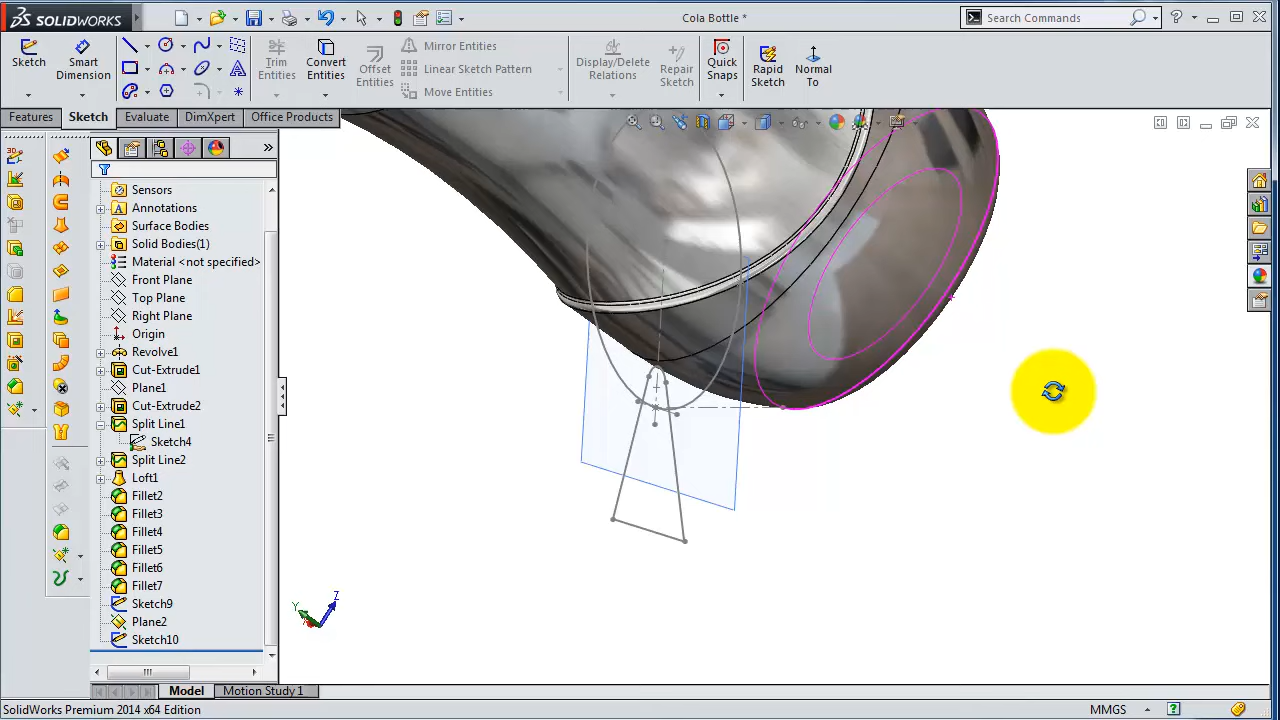 SOLIDWORKS
Cola Bottle *
Search Commands
Sketch
Smart Dimension
Trim Entities
Convert Entities
Offset Entities
Mirror Entities
Linear Sketch Pattern
Move Entities
Display/Delete Relations
Repair Sketch
Quick Snaps
Rapid Sketch
Normal To
Features
Sketch
Evaluate
DimXpert
Office Products
Sensors
Annotations
Surface Bodies
Solid Bodies(1)
Material <not specified>
Front Plane
Top Plane
Right Plane
Origin
Revolve1
Cut-Extrude1
Plane1
Cut-Extrude2
Split Line1
Sketch4
Split Line2
Loft1
Fillet2
Fillet3
Fillet4
Fillet5
Fillet6
Fillet7
Sketch9
Plane2
Sketch10
Y
Z
Model
Motion Study 1
SolidWorks Premium 2014 x64 Edition
MMGS